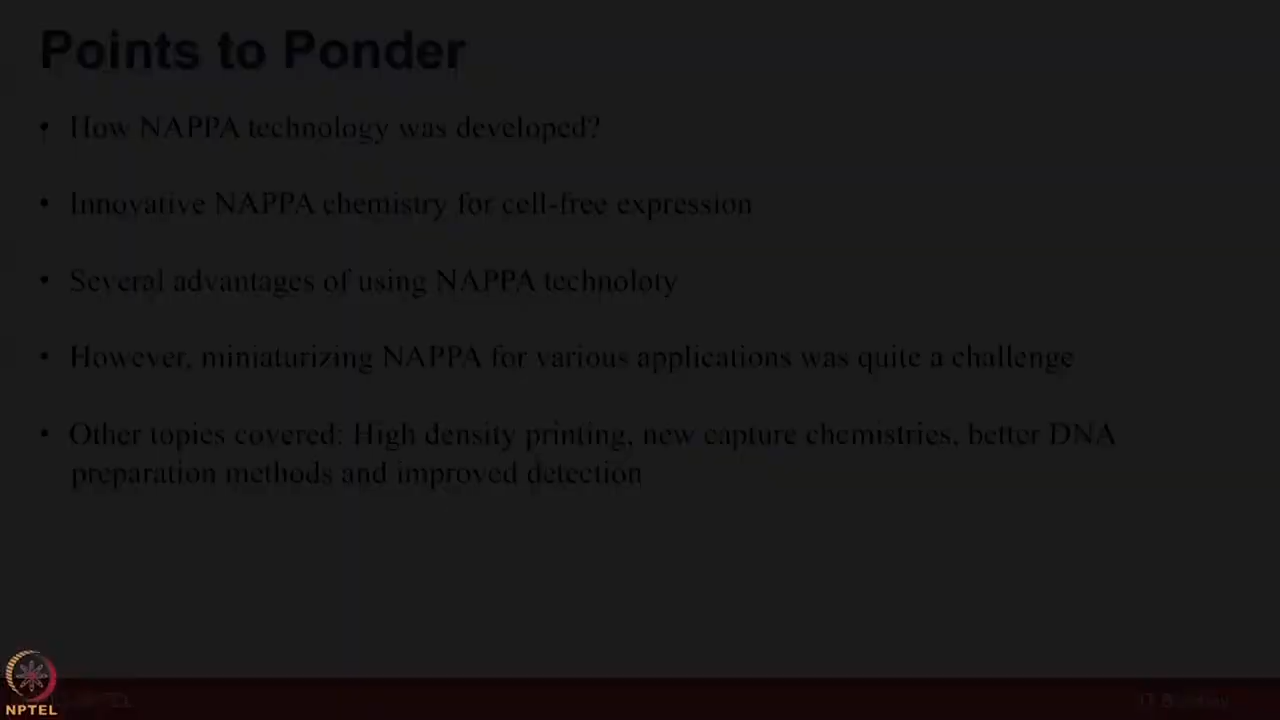 Points to Ponder
• How NAPPA technology was developed?
• Innovative NAPPA chemistry for cell-free expression
• Several advantages of using NAPPA technoloty
• However, miniaturizing NAPPA for various applications was quite a challenge
• Other topics covered: High density printing, new capture chemistries, better DNA
preparation methods and improved detection
NPTEL